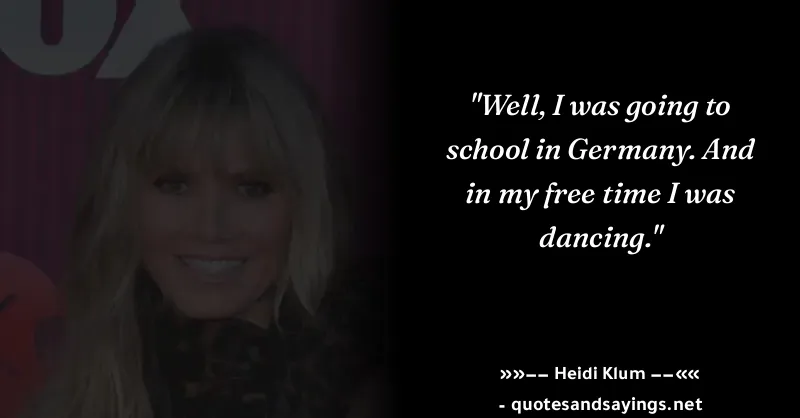 "Well, I was going to
school in Germany. And
in my free time I was
dancing."
»»−− Heidi Klum −−««
- quotesandsayings.net